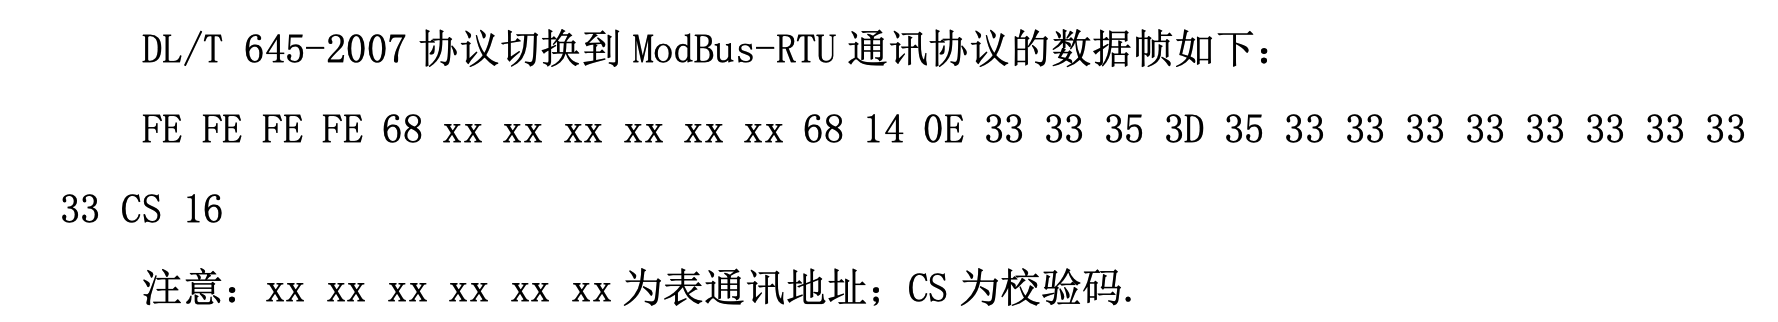 DL/T 645-2007 协议切换到 ModBus-RTU 通讯协议的数据帧如下：
FE FE FE FE 68 xx xx xx xx xx xx 68 14 0E 33 33 35 3D 35 33 33 33 33 33 33 33 33
33 CS 16
注意：xx xx xx xx xx xx 为表通讯地址；CS 为校验码.